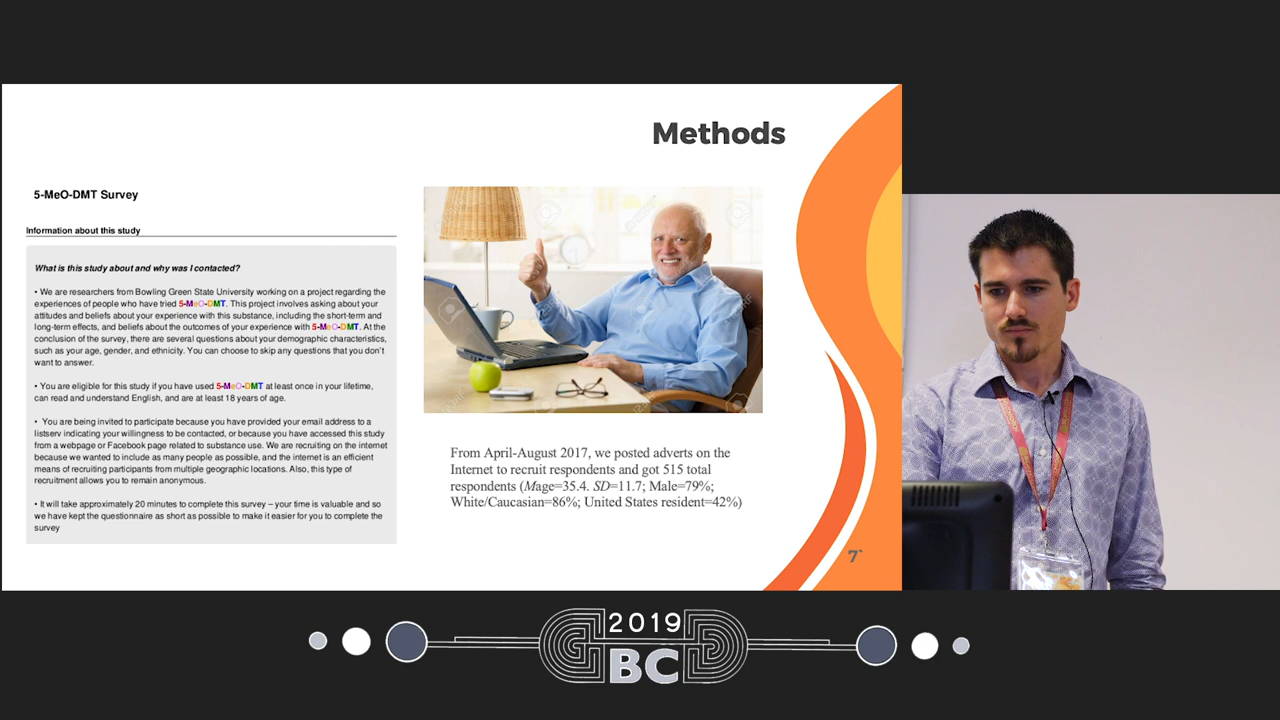 Methods
5-MeO-DMT Survey
Information about this study
What is this study about and why was I contacted?
• We are researchers from Bowling Green State University working on a project regarding the
experiences of people who have tried 5-MeO-DMT. This project involves asking about your
attitudes and beliefs about your experience with this substance, including the short-term and
long-term effects, and beliefs about the outcomes of your experience with 5-MeO-DMT. At the
conclusion of the survey, there are several questions about your demographic characteristics,
such as your age, gender, and ethnicity. You can choose to skip any questions that you don't
want to answer.
• You are eligible for this study if you have used 5-MeO-DMT at least once in your lifetime,
can read and understand English, and are at least 18 years of age.
• You are being invited to participate because you have provided your email address to a
listserv indicating your willingness to be contacted, or because you have accessed this study
from a webpage or Facebook page related to substance use. We are recruiting on the internet
because we wanted to include as many people as possible, and the internet is an efficient
means of recruiting participants from multiple geographic locations. Also, this type of
recruitment allows you to remain anonymous.
• It will take approximately 20 minutes to complete this survey – your time is valuable and so
we have kept the questionnaire as short as possible to make it easier for you to complete the
survey
From April-August 2017, we posted adverts on the
Internet to recruit respondents and got 515 total
respondents (Mage=35.4. SD=11.7; Male=79%;
White/Caucasian=86%; United States resident=42%)
7`
2019
BC